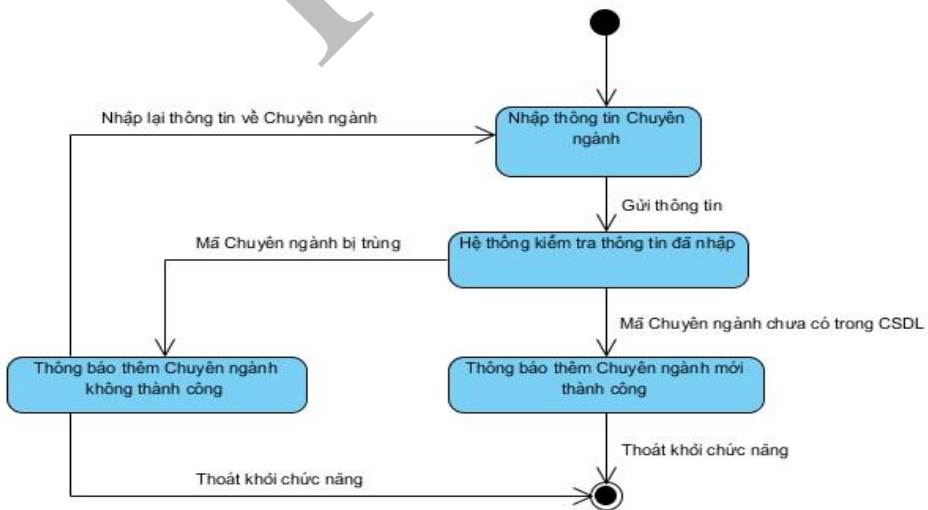 Nhập lại thông tin về Chuyên ngành
Nhập thông tin Chuyên
ngành
Gửi thông tin
Mã Chuyên ngành bị trùng
Hệ thống kiểm tra thông tin đã nhập
Mã Chuyên ngành chưa có trong CSDL
Thông báo thêm Chuyên ngành
không thành công
Thông báo thêm Chuyên ngành mới
thành công
Thoát khỏi chức năng
Thoát khỏi chức năng